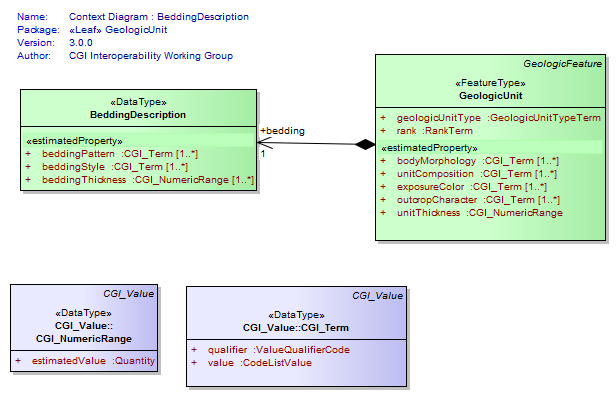 Name: Context Diagram : BeddingDescription
Package: «Leaf» GeologicUnit
Version: 3.0.0
Author: CGI Interoperability Working Group
GeologicFeature
«FeatureType»
GeologicUnit
+ geologicUnitType :GeologicUnitTypeTerm
+ rank :RankTerm
«estimatedProperty»
+ bodyMorphology :CGI_Term [1..*]
+ unitComposition :CGI_Term [1..*]
+ exposureColor :CGI_Term [1..*]
+ outcropCharacter :CGI_Term [1..*]
+ unitThickness :CGI_NumericRange
«DataType»
BeddingDescription
«estimatedProperty»
+ beddingPattern :CGI_Term [1..*]
+ beddingStyle :CGI_Term [1..*]
+ beddingThickness :CGI_NumericRange [1..*]
+bedding
1
CGI_Value
«DataType»
CGI_Value::
CGI_NumericRange
+ estimatedValue :Quantity
CGI_Value
«DataType»
CGI_Value::CGI_Term
+ qualifier :ValueQualifierCode
+ value :CodeListValue